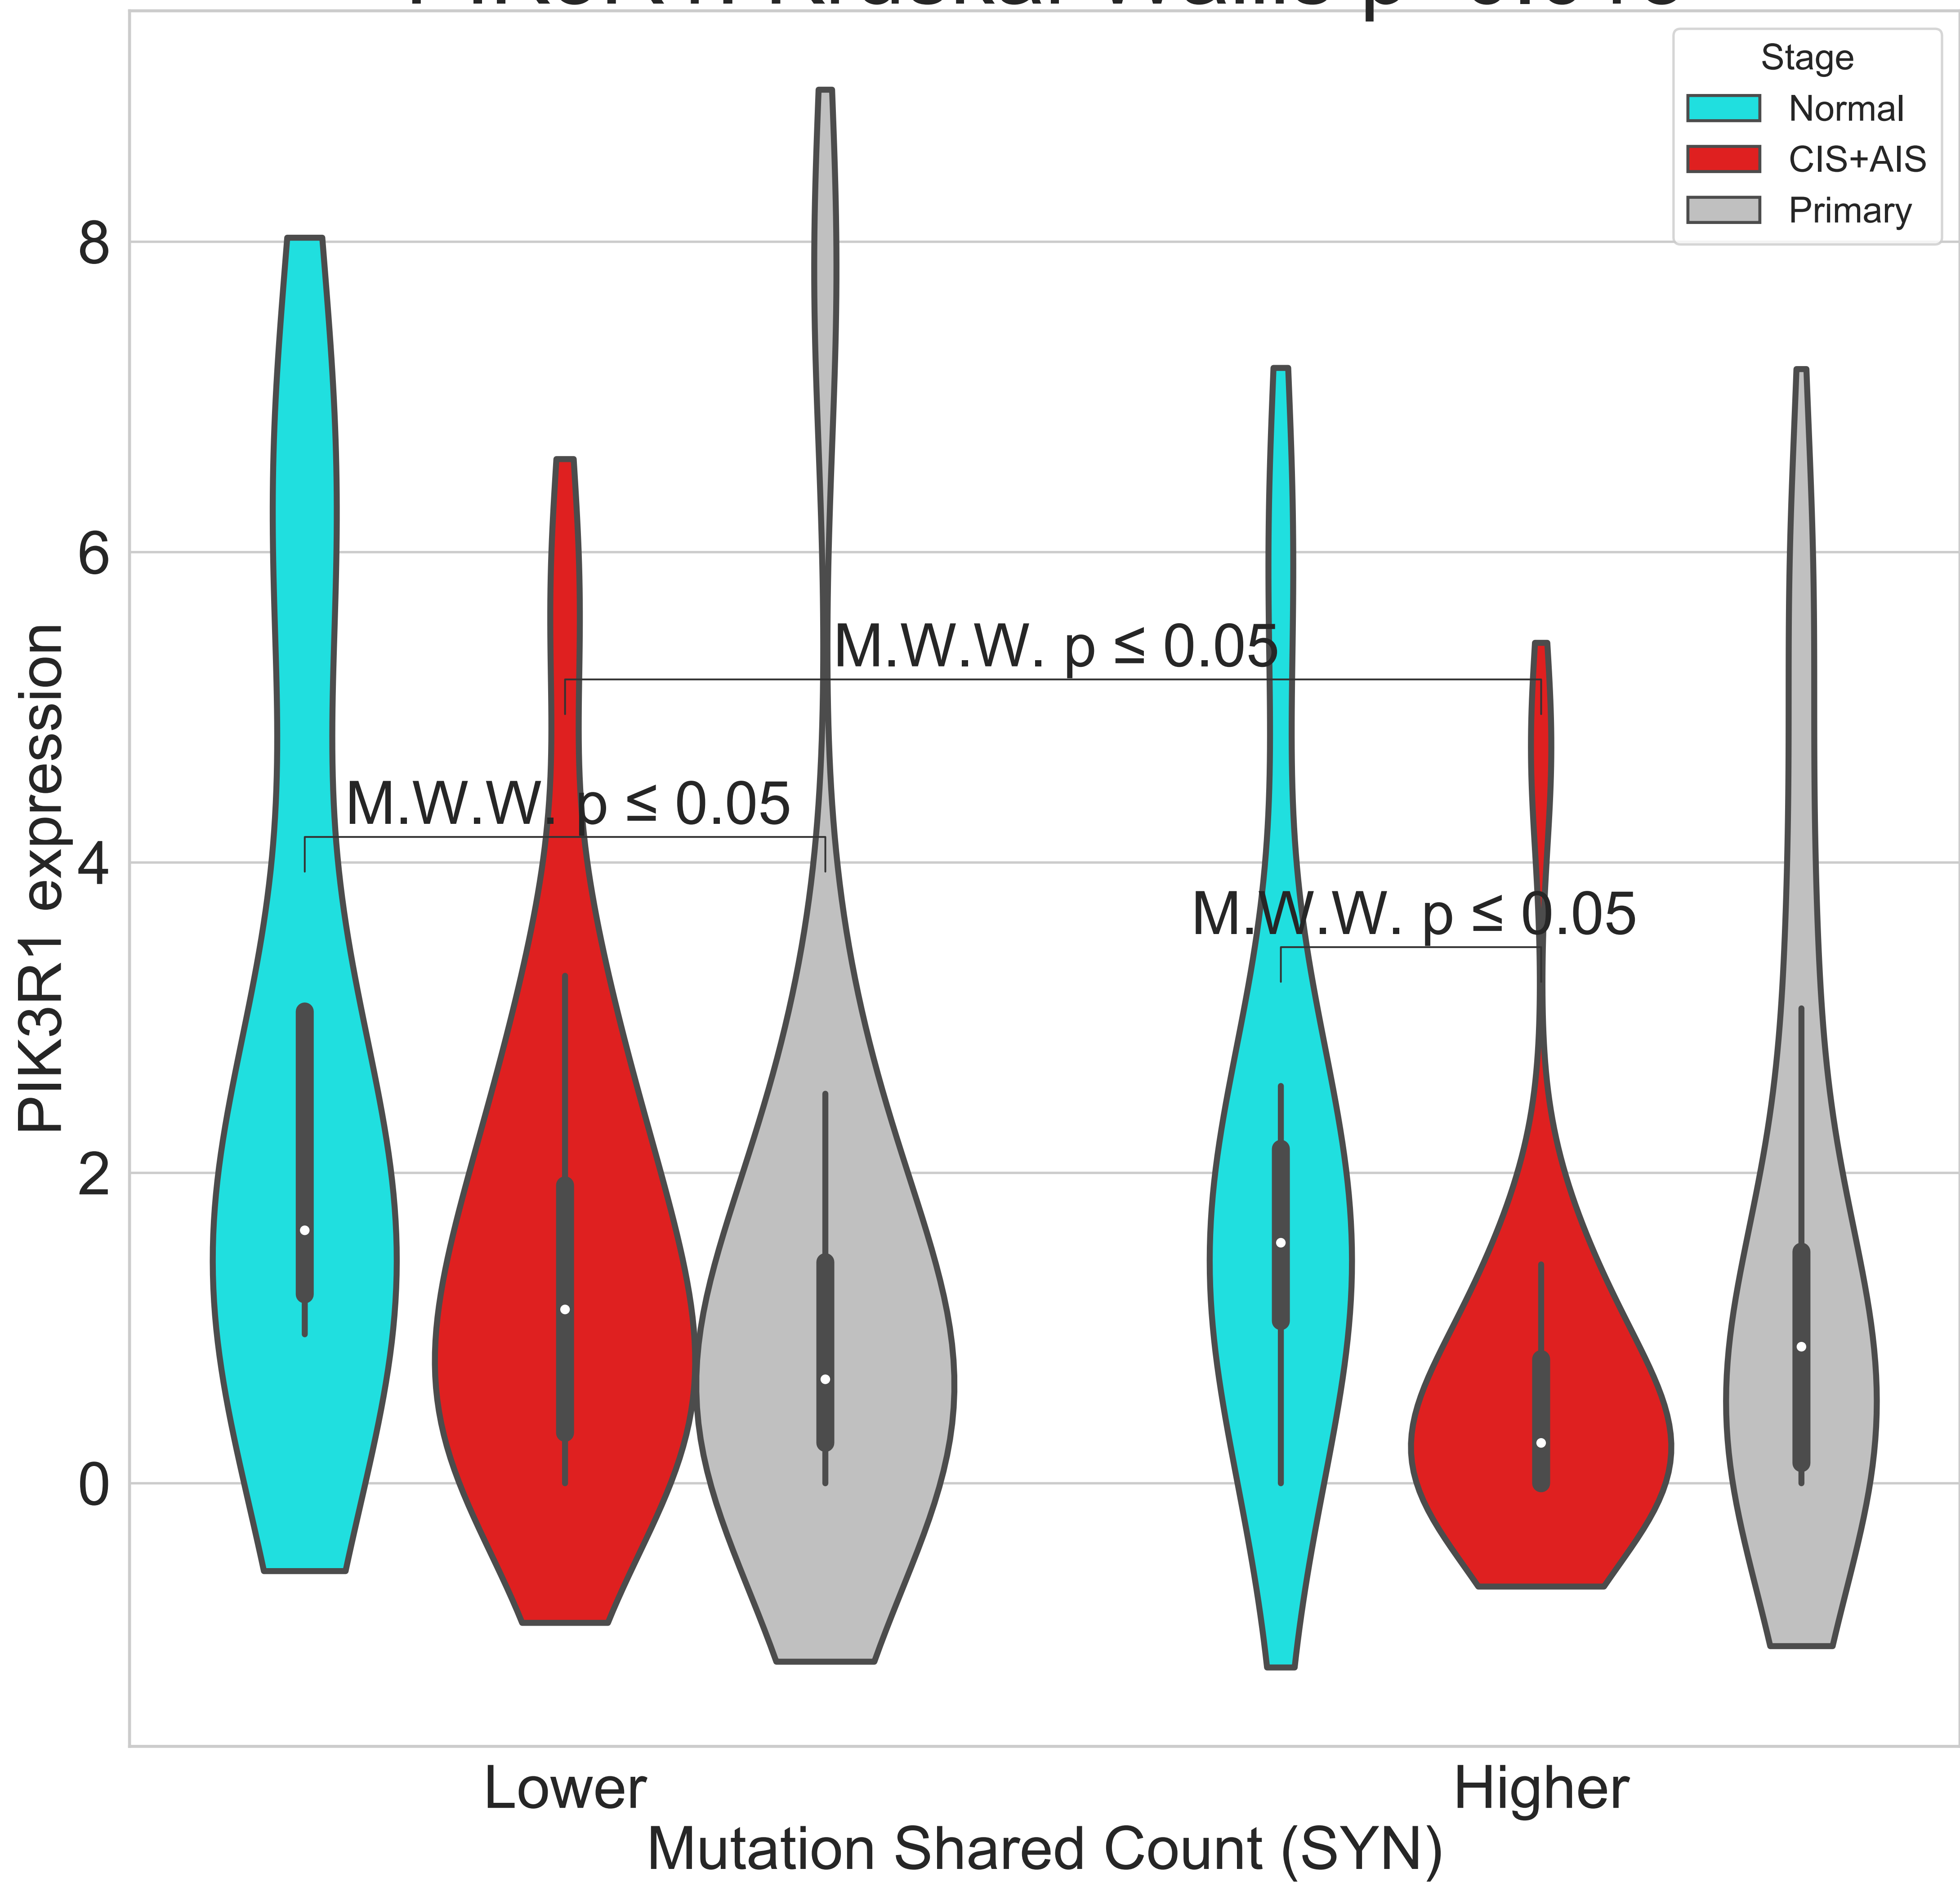 Stage
Normal
CIS+AIS
Primary
8
6
4
2
0
PIK3R1 expression
M.W.W. p ≤ 0.05
M.W.W. p ≤ 0.05
M.W.W. p ≤ 0.05
Lower
Higher
Mutation Shared Count (SYN)